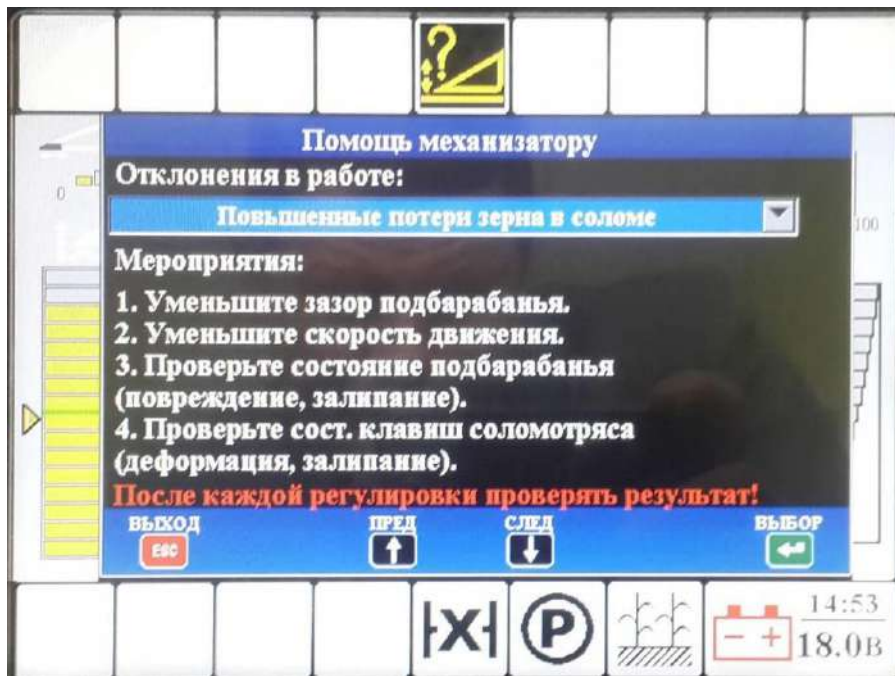 ?
Помощь механизатору
Отклонения в работе:
0
Повышенные потери зерна в соломе
100
Мероприятия:
1. Уменьшите зазор подбарабанья.
2. Уменьшите скорость движения.
3. Проверьте состояние подбарабанья
(повреждение, залипание).
4. Проверьте сост. клавиш соломотряса
(деформация, залипание).
После каждой регулировки проверять результат!
ВЫХОД ПРЕД СЛЕД ВЫБОР
ESC
X P - + 14:53
18.0В